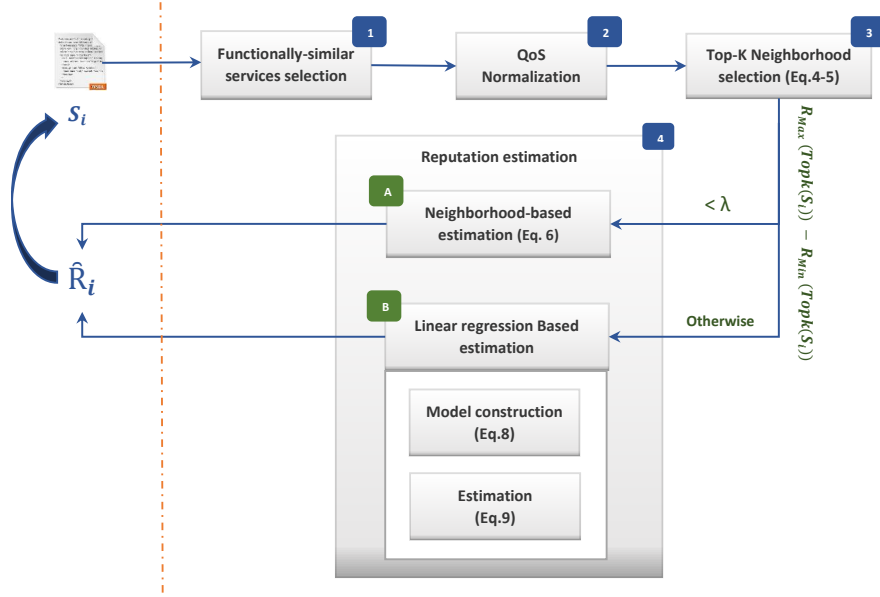 1
Functionally-similar
services selection
2
QoS
Normalization
3
Top-K Neighborhood
selection (Eq.4-5)
S_i
4
Reputation estimation
A
Neighborhood-based
estimation (Eq. 6)
< λ
R_Max (Topk(S_i)) − R_Min (Topk(S_i))
R̂_i
B
Linear regression Based
estimation
Otherwise
Model construction
(Eq.8)
Estimation
(Eq.9)